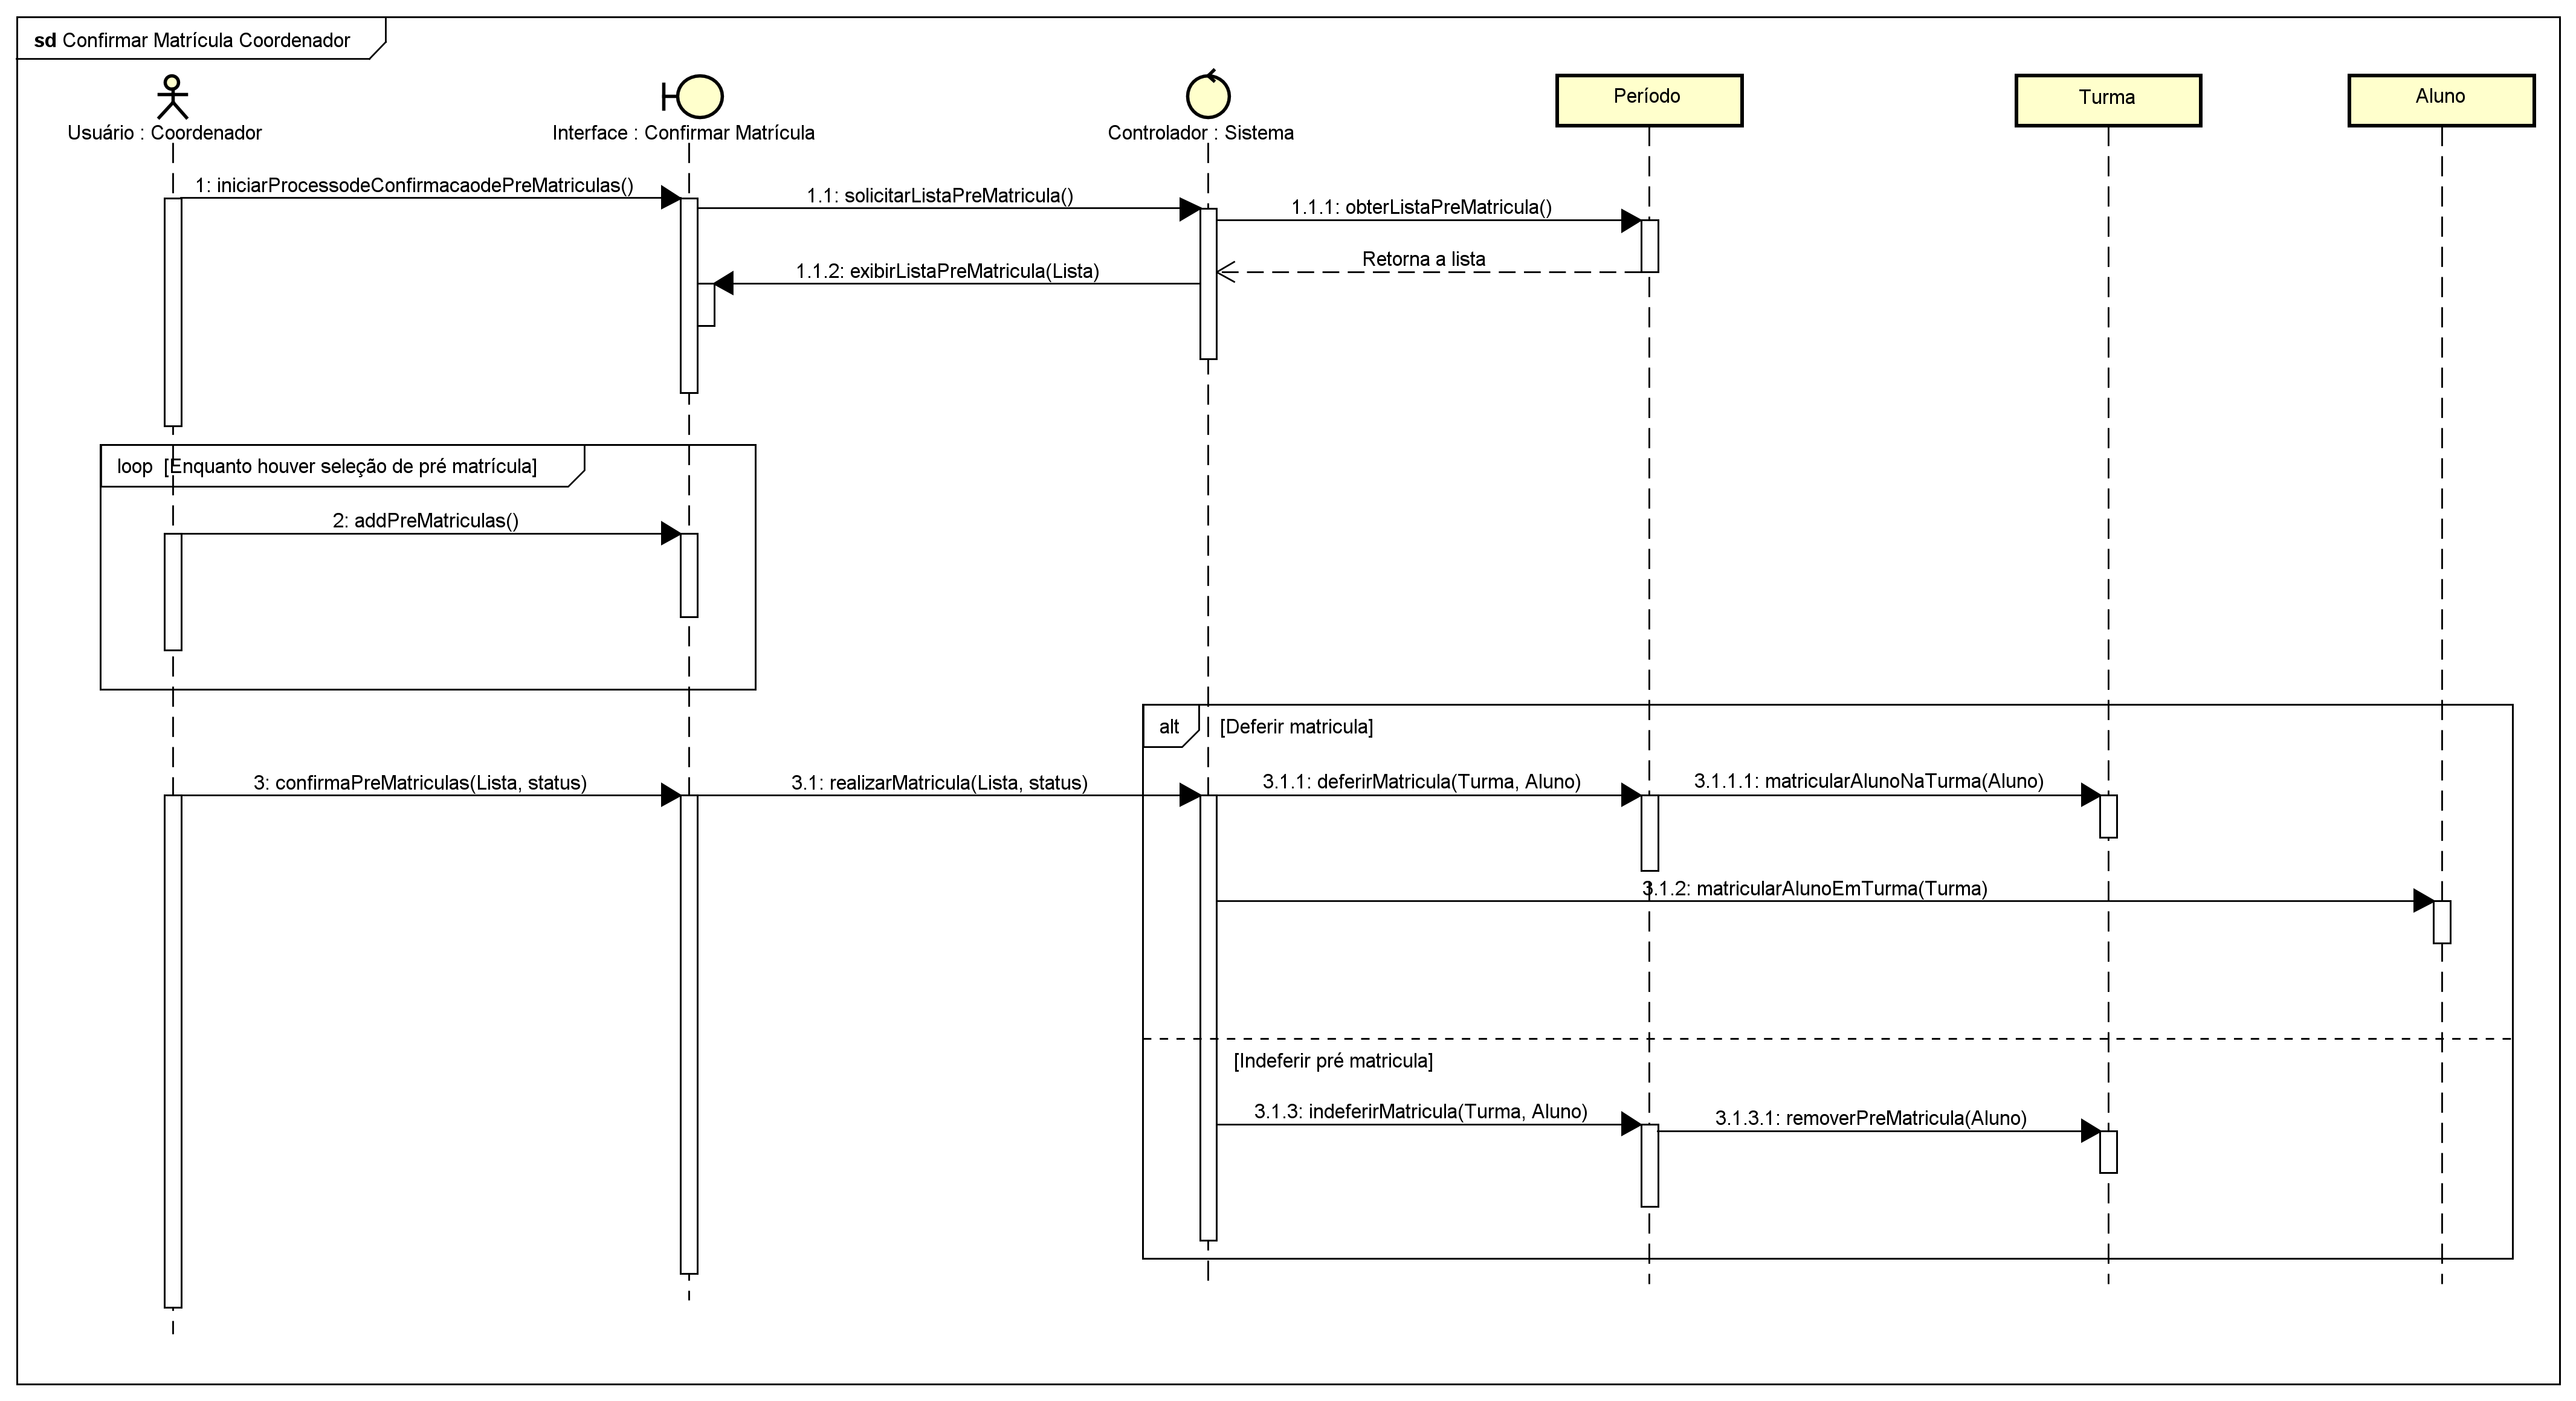 sd Confirmar Matrícula Coordenador
Usuário : Coordenador
Interface : Confirmar Matrícula
Controlador : Sistema
Período
Turma
Aluno
1: iniciarProcessodeConfirmacaodePreMatriculas()
1.1: solicitarListaPreMatricula()
1.1.1: obterListaPreMatricula()
Retorna a lista
1.1.2: exibirListaPreMatricula(Lista)
loop [Enquanto houver seleção de pré matrícula]
2: addPreMatriculas()
alt [Deferir matricula]
3: confirmaPreMatriculas(Lista, status)
3.1: realizarMatricula(Lista, status)
3.1.1: deferirMatricula(Turma, Aluno)
3.1.1.1: matricularAlunoNaTurma(Aluno)
3.1.2: matricularAlunoEmTurma(Turma)
[Indeferir pré matricula]
3.1.3: indeferirMatricula(Turma, Aluno)
3.1.3.1: removerPreMatricula(Aluno)